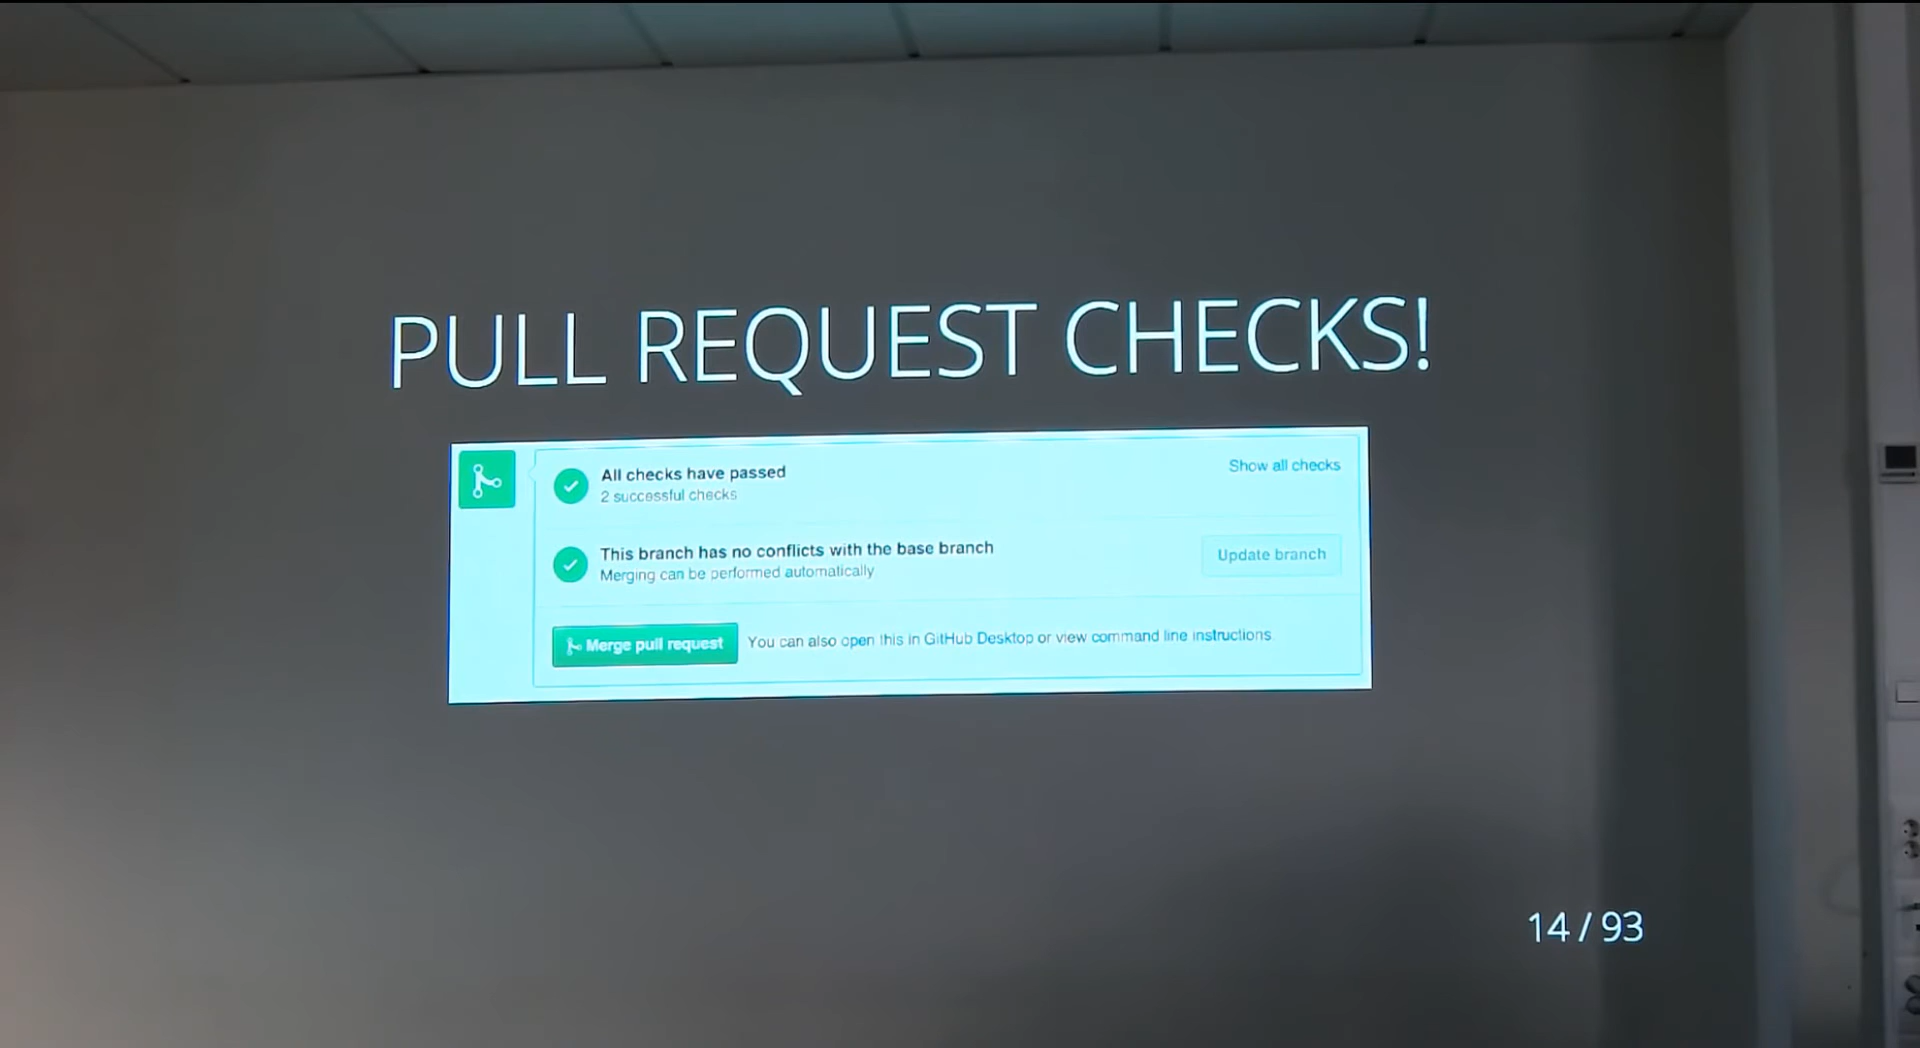 PULL REQUEST CHECKS!
All checks have passed
2 successful checks
Show all checks
This branch has no conflicts with the base branch
Merging can be performed automatically
Update branch
Merge pull request
You can also open this in GitHub Desktop or view command line instructions
14 / 93